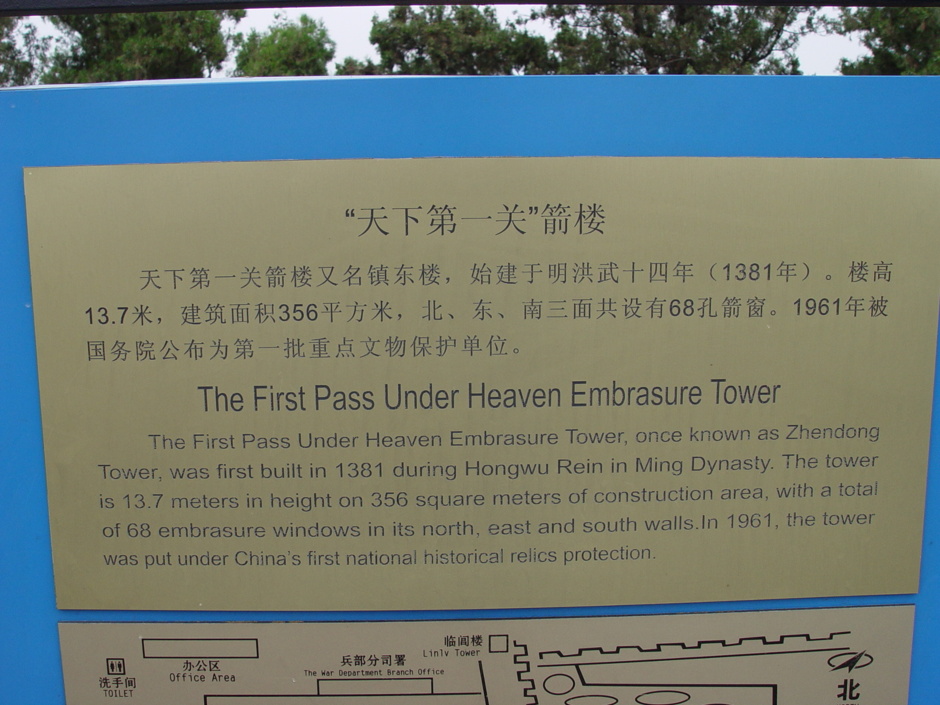 “天下第一关”箭楼
天下第一关箭楼又名镇东楼，始建于明洪武十四年（1381年）。楼高
13.7米，建筑面积356平方米，北、东、南三面共设有68孔箭窗。1961年被
国务院公布为第一批重点文物保护单位。
The First Pass Under Heaven Embrasure Tower
The First Pass Under Heaven Embrasure Tower, once known as Zhendong
Tower, was first built in 1381 during Hongwu Rein in Ming Dynasty. The tower
is 13.7 meters in height on 356 square meters of construction area, with a total
of 68 embrasure windows in its north, east and south walls.In 1961, the tower
was put under China's first national historical relics protection.
洗手间
TOILET
办公区
Office Area
兵部分司署
The War Department Branch Office
临闾楼
Linlv Tower
北